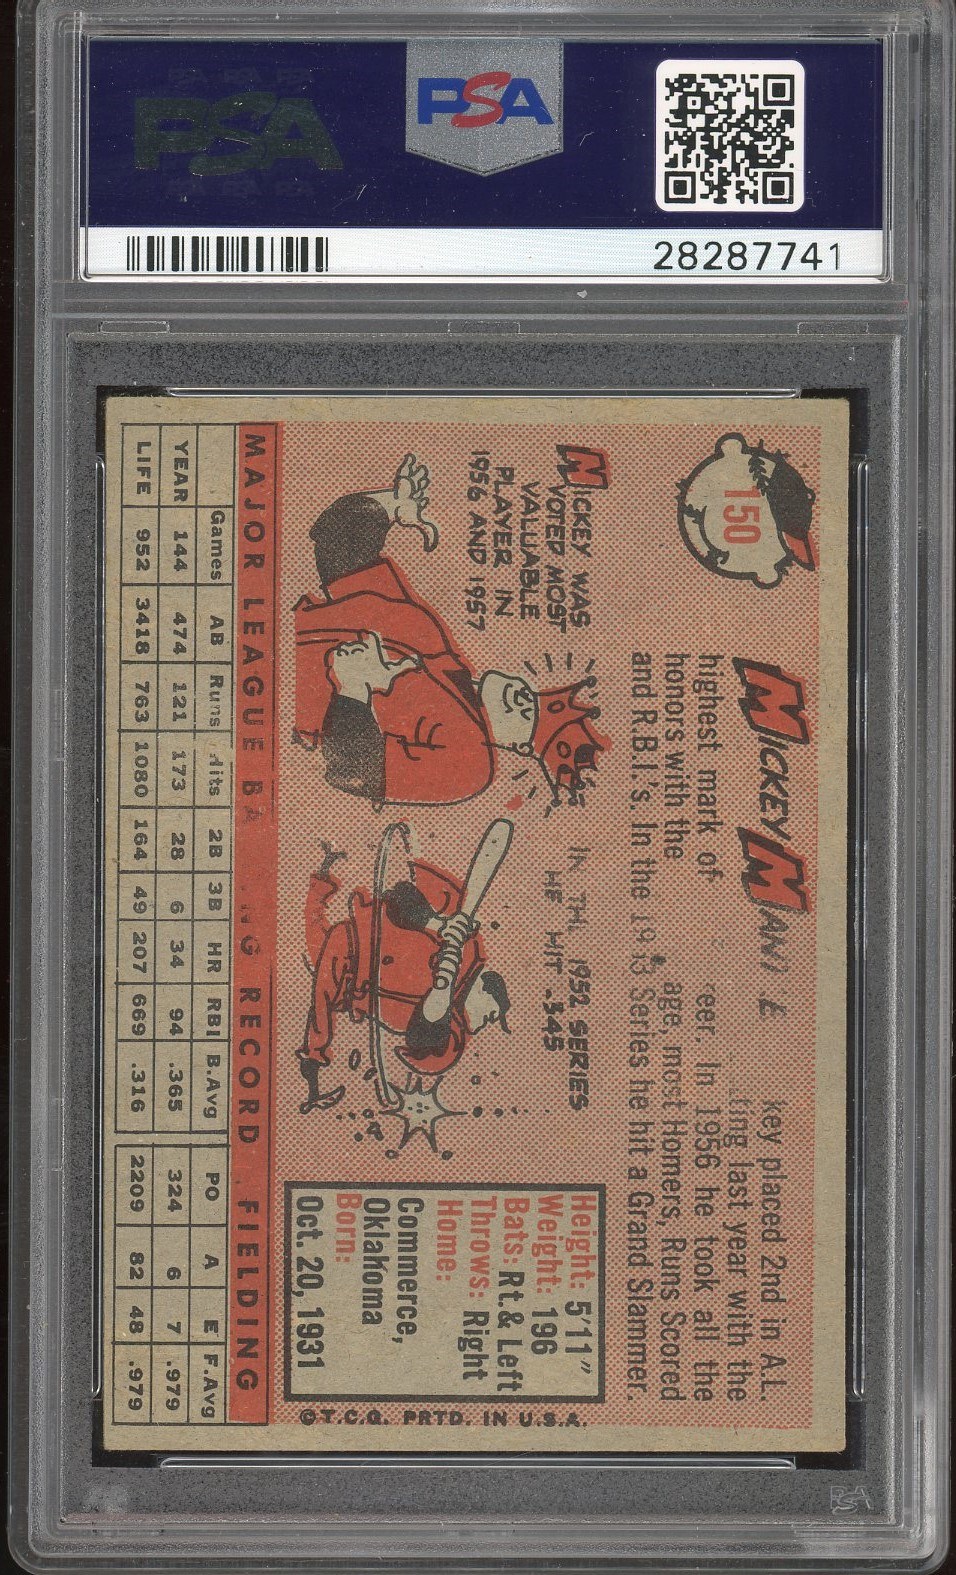 PSA
PSA
28287741
150
MICKEY MAN
key placed 2nd in A.L.
ting last year with the
highest mark of eer. In 1956 he took all the
honors with the age, most Homers, Runs Scored
and R.B.I.'s. In the Series he hit a Grand Slammer.
MICKEY WAS
VOTED MOST
VALUABLE
PLAYER IN
1956 AND 1957
IN THE 1952 SERIES
HE HIT -345
Height: 5'11"
Weight: 196
Bats: Rt. & Left
Throws: Right
Home:
Commerce,
Oklahoma
Born:
Oct. 20, 1931
©T.C.G. PRTD. IN U.S.A.
MAJOR LEAGUE BA NG RECORD FIELDING
Games AB Runs Hits 2B 3B HR RBI B.Avg PO A E F.Avg
YEAR 144 474 121 173 28 6 34 94 .365 324 6 7 .979
LIFE 952 3418 763 1080 164 49 207 669 .316 2209 82 48 .979
PSA